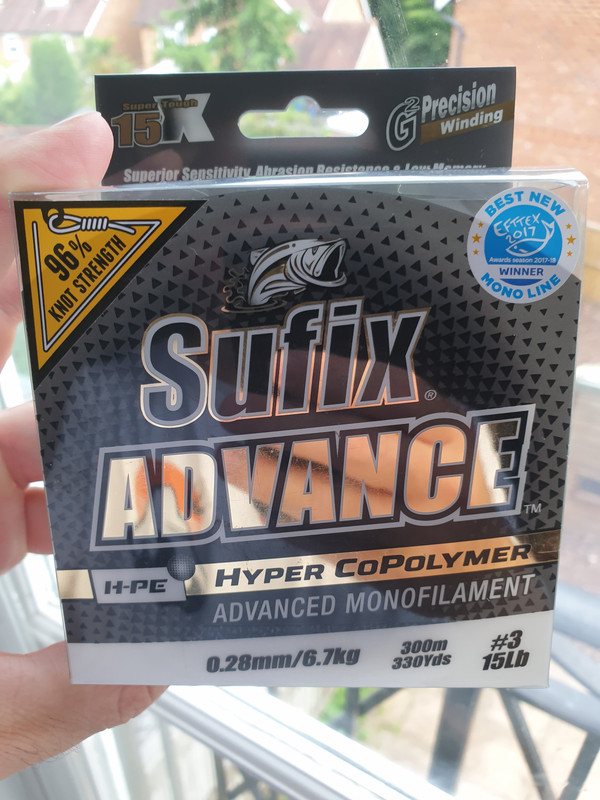 Super Tough
15X
G2 Precision
Winding
Superior Sensitivity, Abrasion Resistance & Low Memory
96%
KNOT STRENGTH
BEST NEW
EFTTEX
2017
Awards season 2017-18
WINNER
MONO LINE
Sufix®
ADVANCE™
H-PE
HYPER COPOLYMER
ADVANCED MONOFILAMENT
0.28mm/6.7kg
300m
330Yds
#3
15Lb